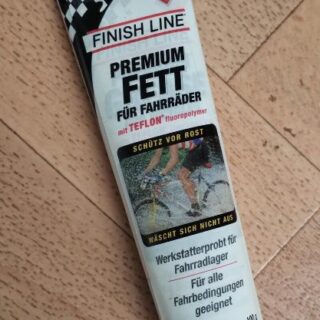 FINISH LINE®
PREMIUM
FETT
FÜR FAHRRÄDER
mit TEFLON® fluoropolymer
SCHÜTZ VOR ROST
WÄSCHT SICH NICHT AUS
Werkstatterprobt für
Fahrradlager
Für alle
Fahrbedingungen
geeignet